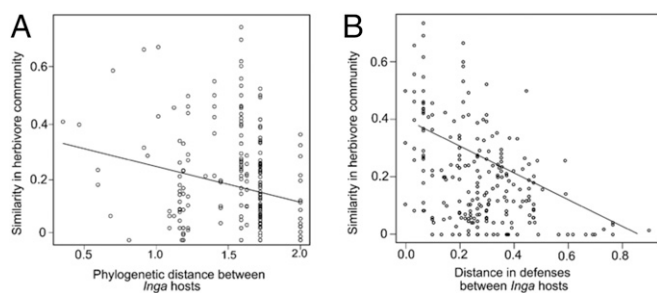 A
Similarity in herbivore community
0.6
0.4
0.2
0
0.5
1.0
1.5
2.0
Phylogenetic distance between
Inga hosts
B
Similarity in herbivore community
0.6
0.4
0.2
0
0.0
0.2
0.4
0.6
0.8
Distance in defenses
between Inga hosts